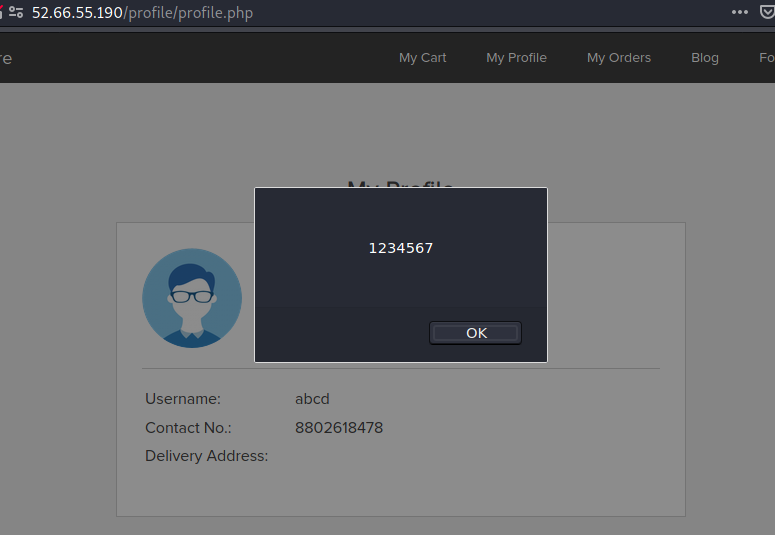 52.66.55.190/profile/profile.php
re My Cart My Profile My Orders Blog Fo
My Profile
1234567
OK
Username: abcd
Contact No.: 8802618478
Delivery Address: